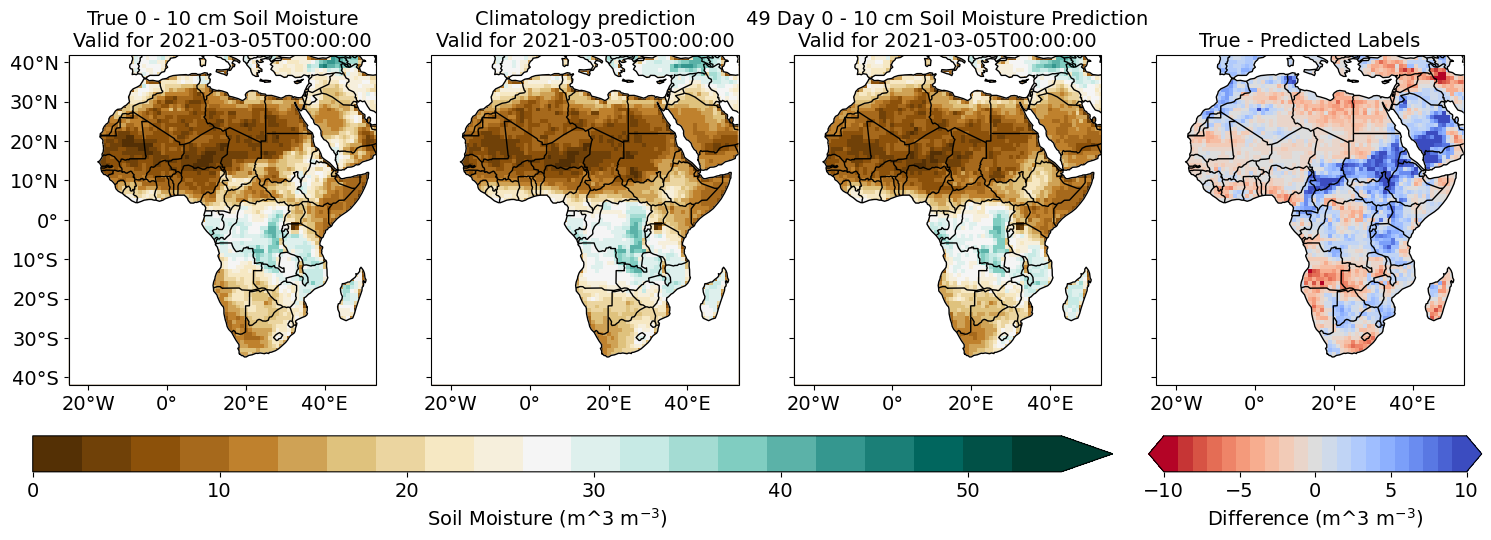 True 0 - 10 cm Soil Moisture
Valid for 2021-03-05T00:00:00
Climatology prediction
Valid for 2021-03-05T00:00:00
49 Day 0 - 10 cm Soil Moisture Prediction
Valid for 2021-03-05T00:00:00
True - Predicted Labels
40°N
30°N
20°N
10°N
0°
10°S
20°S
30°S
40°S
20°W 0° 20°E 40°E
20°W 0° 20°E 40°E
20°W 0° 20°E 40°E
20°W 0° 20°E 40°E
0 10 20 30 40 50
Soil Moisture (m^3 m⁻³)
−10 −5 0 5 10
Difference (m^3 m⁻³)